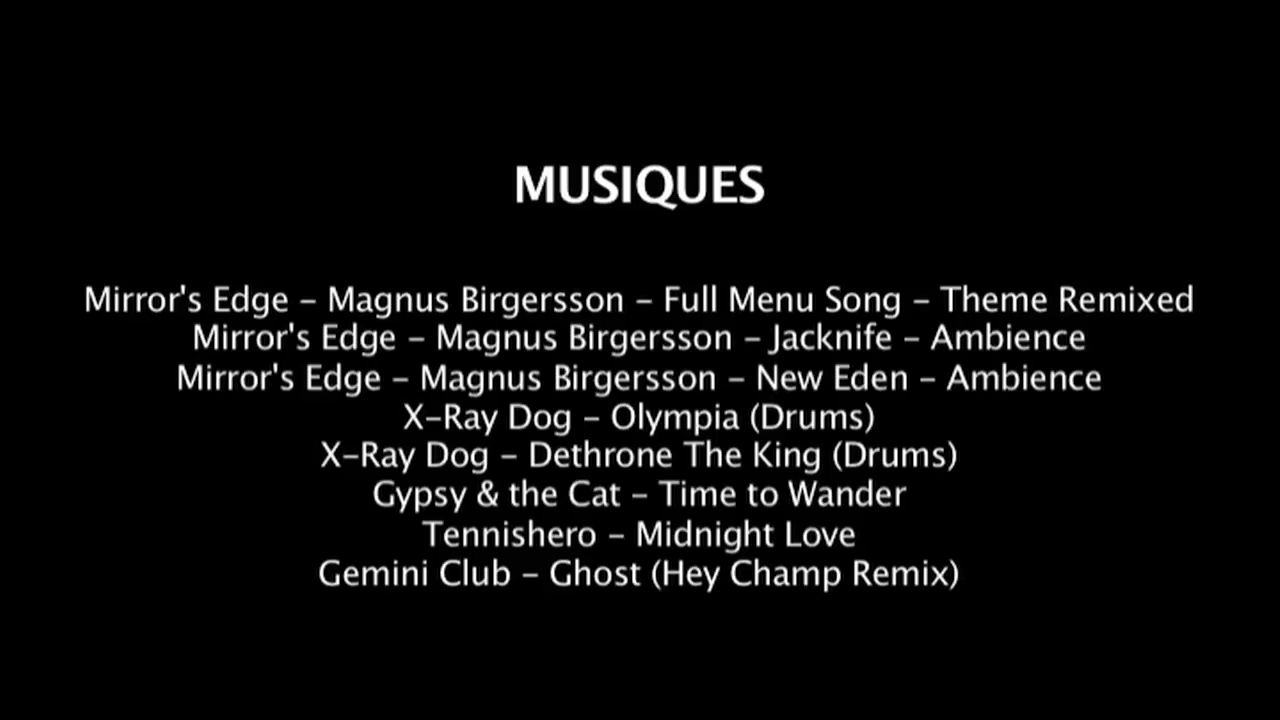 MUSIQUES
Mirror's Edge – Magnus Birgersson – Full Menu Song – Theme Remixed
Mirror's Edge – Magnus Birgersson – Jacknife – Ambience
Mirror's Edge – Magnus Birgersson – New Eden – Ambience
X–Ray Dog – Olympia (Drums)
X–Ray Dog – Dethrone The King (Drums)
Gypsy & the Cat – Time to Wander
Tennishero – Midnight Love
Gemini Club – Ghost (Hey Champ Remix)